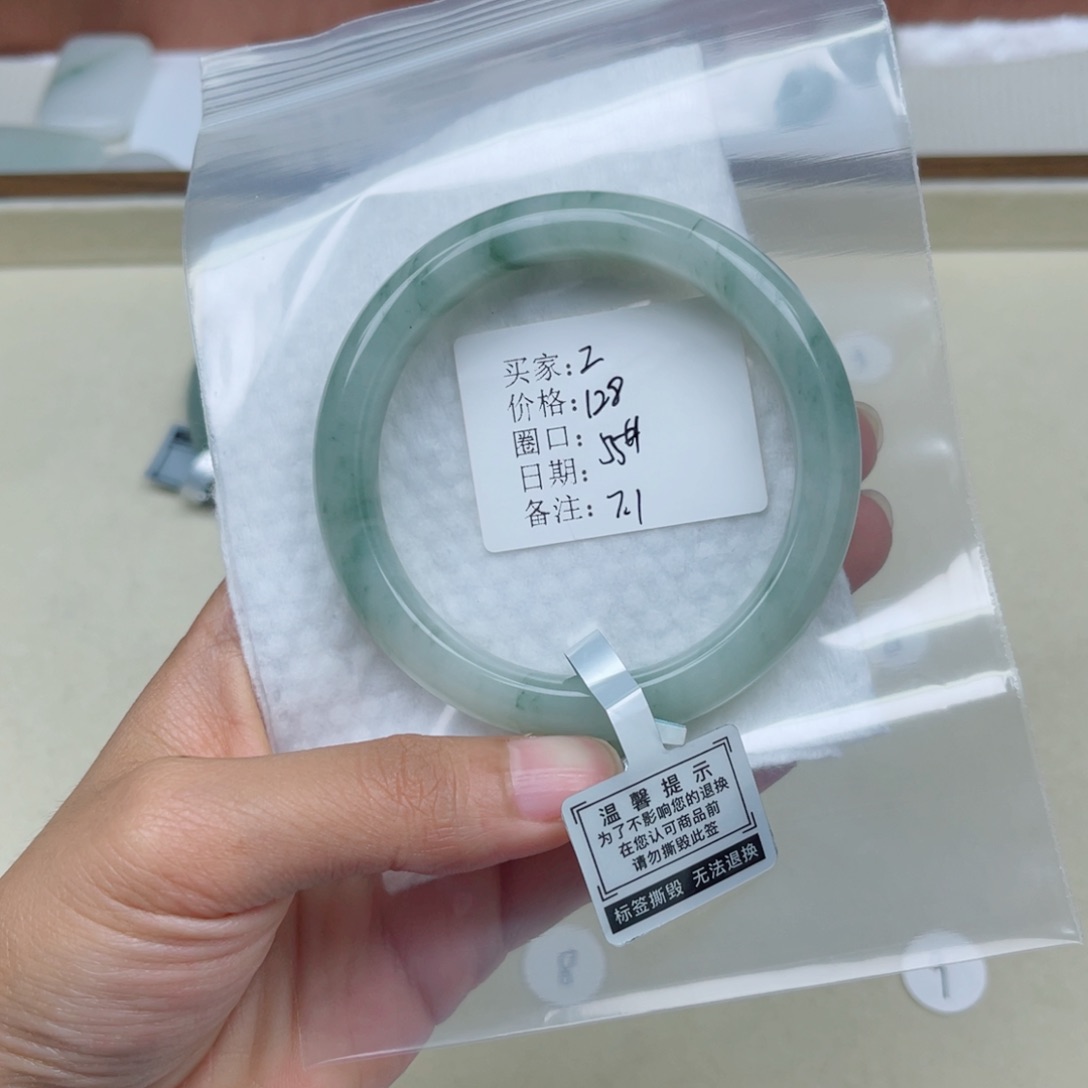 买家:Z
价格:128
圈口:55#
日期:
备注:7.1
温馨提示
为了不影响您的退换
在您认可商品前
请勿撕毁此签
标签撕毁 无法退换